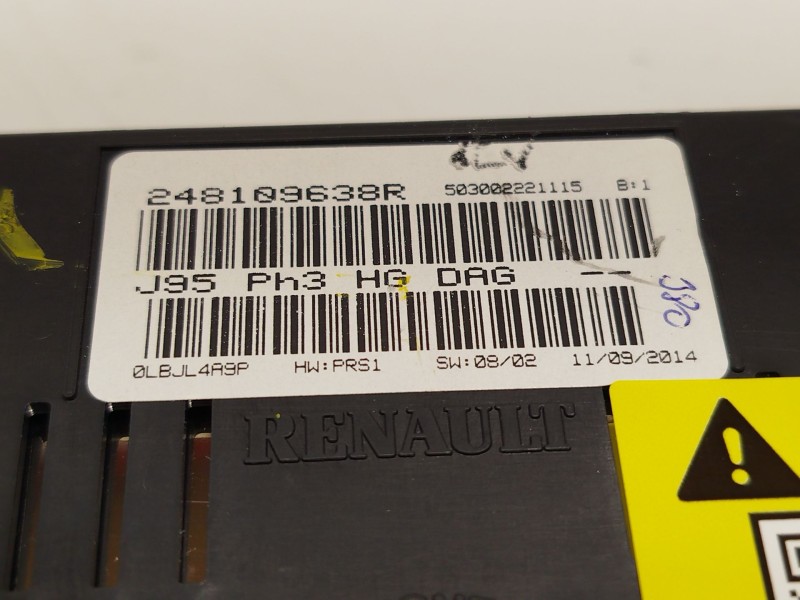 248109638R 503002221115 B:1
J95 Ph3 HG DAG --
0LBJL4A9P HW:PRS1 SW:08/02 11/09/2014
RENAULT